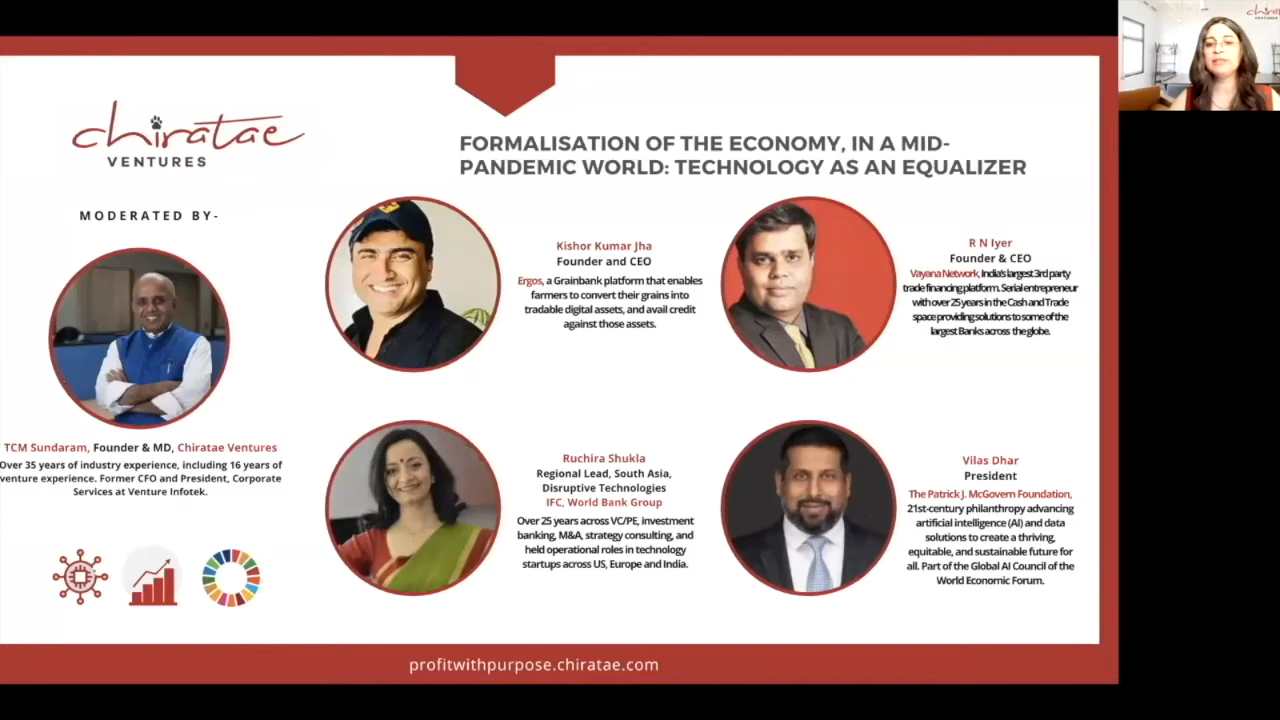 chiratae
VENTURES
MODERATED BY-
TCM Sundaram, Founder & MD, Chiratae Ventures
Over 35 years of industry experience, including 16 years of
venture experience. Former CFO and President, Corporate
Services at Venture Infotek.
FORMALISATION OF THE ECONOMY, IN A MID-
PANDEMIC WORLD: TECHNOLOGY AS AN EQUALIZER
Kishor Kumar Jha
Founder and CEO
Ergos, a Grainbank platform that enables
farmers to convert their grains into
tradable digital assets, and avail credit
against those assets.
R N Iyer
Founder & CEO
Vayana Network, India's largest 3rd party
trade financing platform. Serial entrepreneur
with over 25 years in the Cash and Trade
space providing solutions to some of the
largest Banks across the globe.
Ruchira Shukla
Regional Lead, South Asia,
Disruptive Technologies
IFC, World Bank Group
Over 25 years across VC/PE, investment
banking, M&A, strategy consulting, and
held operational roles in technology
startups across US, Europe and India.
Vilas Dhar
President
The Patrick J. McGovern Foundation,
21st-century philanthropy advancing
artificial intelligence (AI) and data
solutions to create a thriving,
equitable, and sustainable future for
all. Part of the Global AI Council of the
World Economic Forum.
profitwithpurpose.chiratae.com